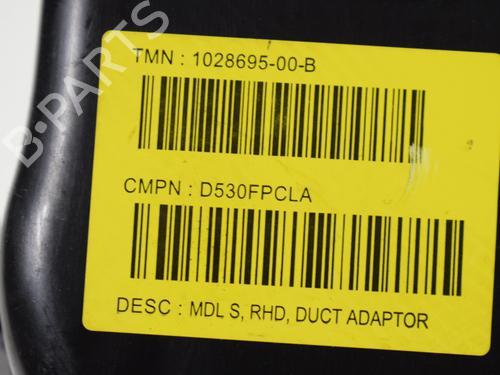 TMN : 1028695-00-B
CMPN : D530FPCLA
DESC : MDL S, RHD, DUCT ADAPTOR
B-PARTS